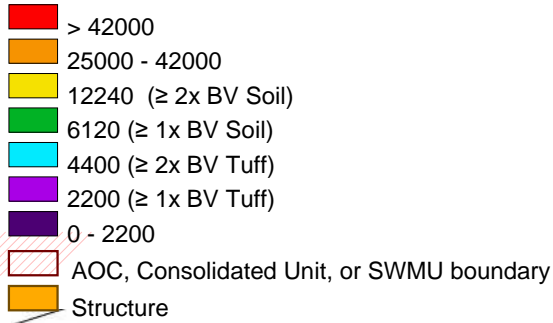 > 42000
25000 - 42000
12240 (≥ 2x BV Soil)
6120 (≥ 1x BV Soil)
4400 (≥ 2x BV Tuff)
2200 (≥ 1x BV Tuff)
0 - 2200
AOC, Consolidated Unit, or SWMU boundary
Structure